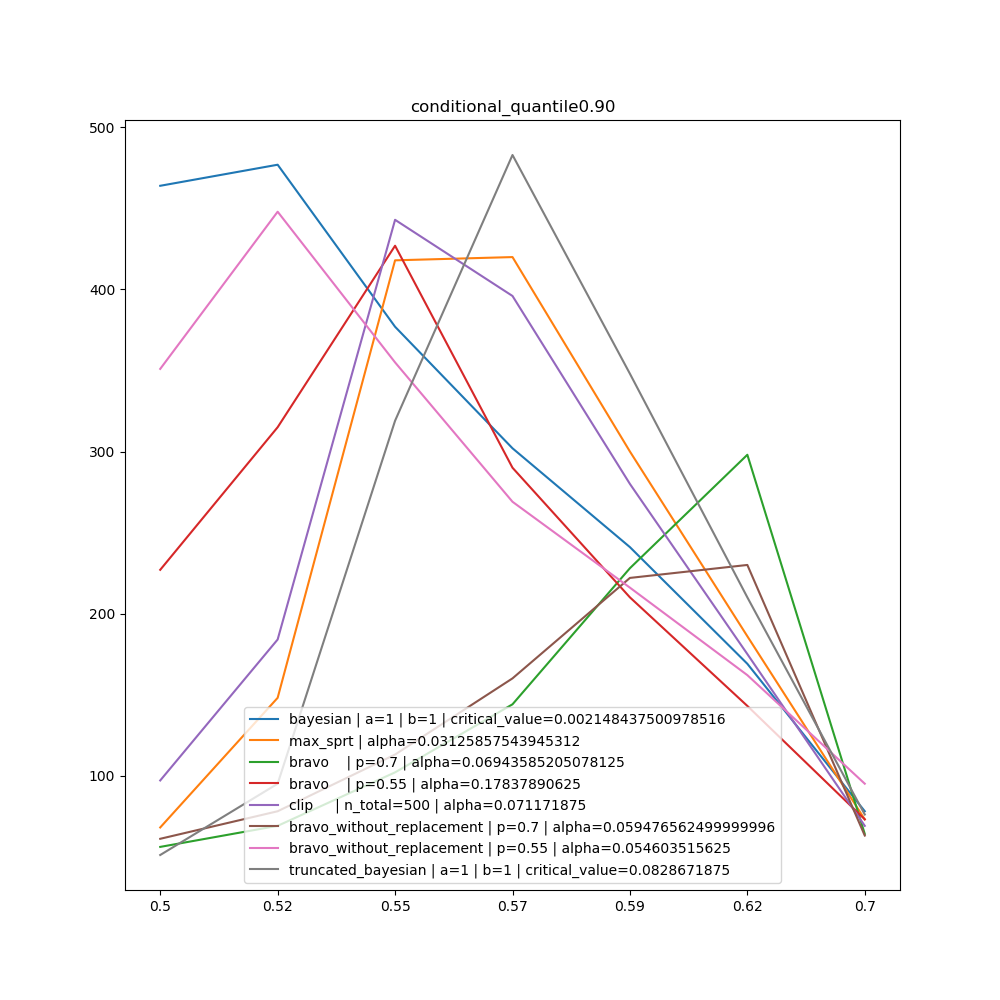 conditional_quantile0.90
500
400
300
200
100
bayesian | a=1 | b=1 | critical_value=0.002148437500978516
max_sprt | alpha=0.03125857543945312
bravo    | p=0.7 | alpha=0.06943585205078125
bravo    | p=0.55 | alpha=0.17837890625
clip     | n_total=500 | alpha=0.071171875
bravo_without_replacement | p=0.7 | alpha=0.059476562499999996
bravo_without_replacement | p=0.55 | alpha=0.054603515625
truncated_bayesian | a=1 | b=1 | critical_value=0.0828671875
0.5 0.52 0.55 0.57 0.59 0.62 0.7